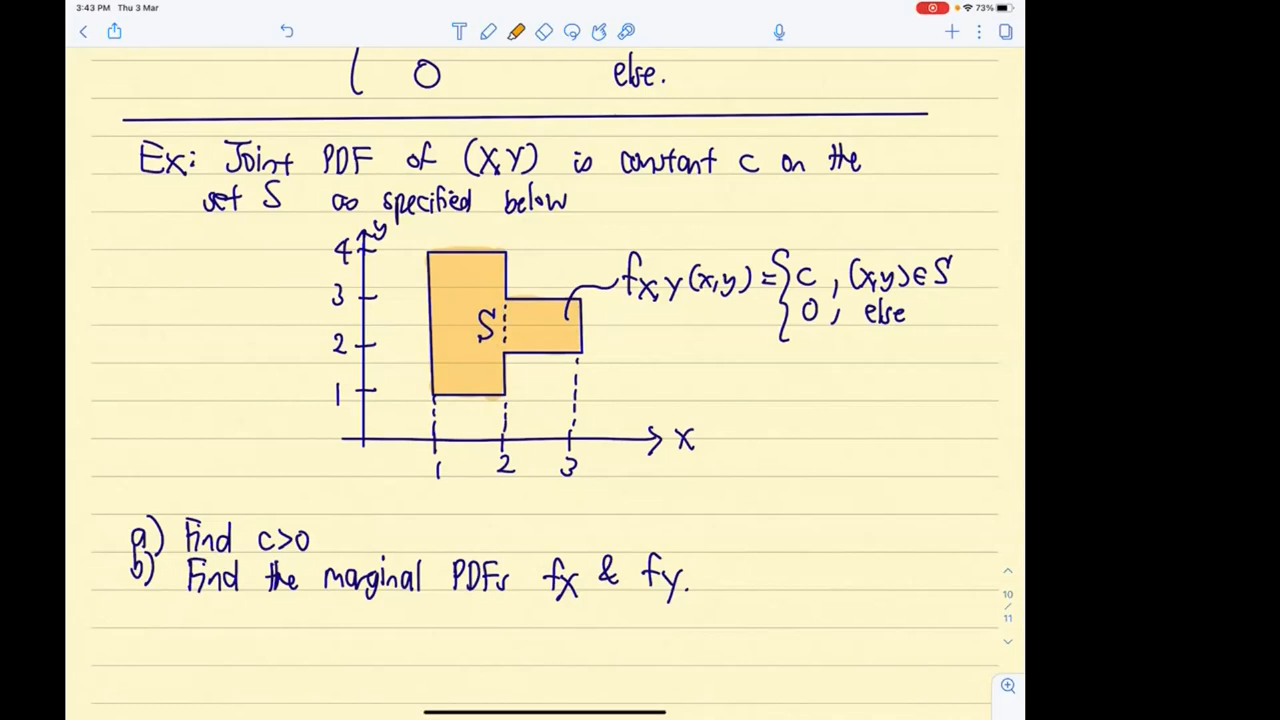 3:43 PM Thu 3 Mar
73%
0 else.
Ex: Joint PDF of (X,Y) is constant c on the
set S as specified below
y
4
3
2
1
S
fX,Y(x,y) = { c , (x,y) ∈ S
0, else
x
1 2 3
a) Find c>0
b) Find the marginal PDFs fX & fY.
10
/
11